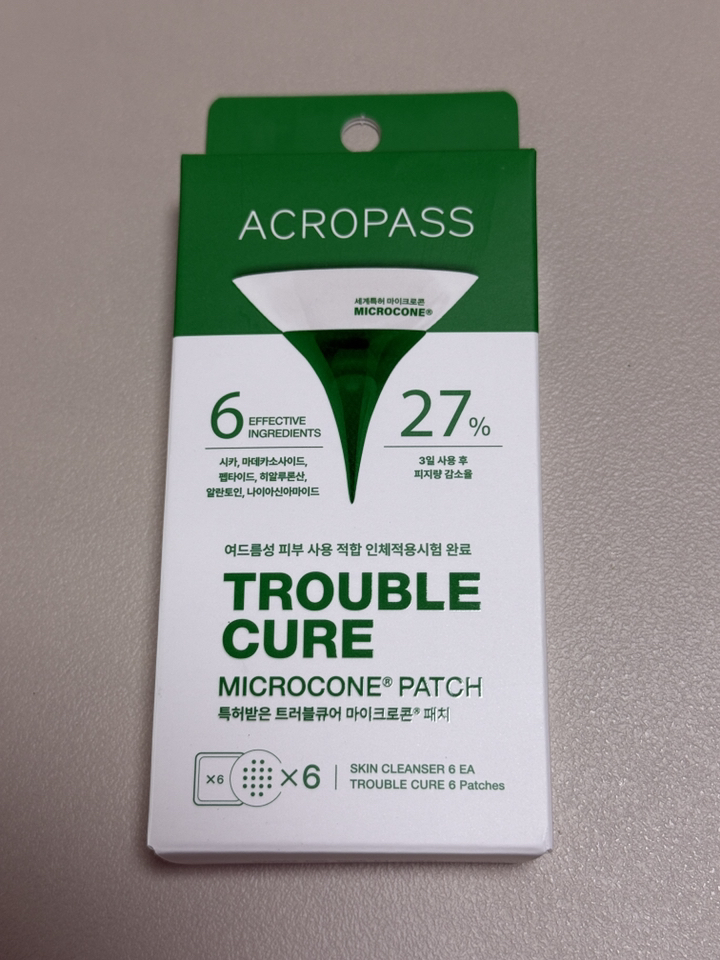 ACROPASS
세계특허 마이크로콘
MICROCONE®
6 EFFECTIVE
INGREDIENTS
시카, 마데카소사이드,
펩타이드, 히알루론산,
알란토인, 나이아신아마이드
27%
3일 사용 후
피지량 감소율
여드름성 피부 사용 적합 인체적용시험 완료
TROUBLE
CURE
MICROCONE® PATCH
특허받은 트러블큐어 마이크로콘® 패치
×6 ×6
SKIN CLEANSER 6 EA
TROUBLE CURE 6 Patches